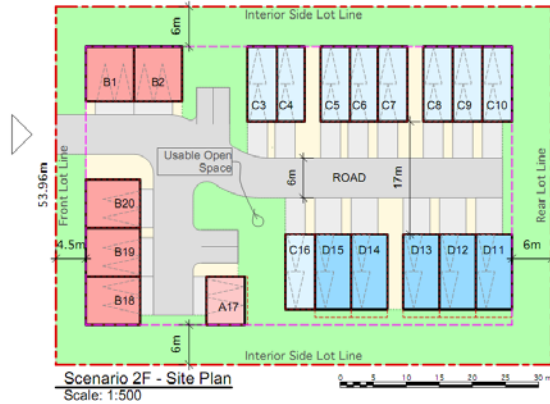 Interior Side Lot Line
6m
B1 B2 C3 C4 C5 C6 C7 C8 C9 C10
53.96m
Front Lot Line
Usable Open
Space
6m
ROAD
17m
Rear Lot Line
B20
B19
B18
4.5m
A17
C16 D15 D14 D13 D12 D11
6m
6m
Interior Side Lot Line
Scenario 2F - Site Plan
Scale: 1:500
0 5 10 15 20 25 30 m